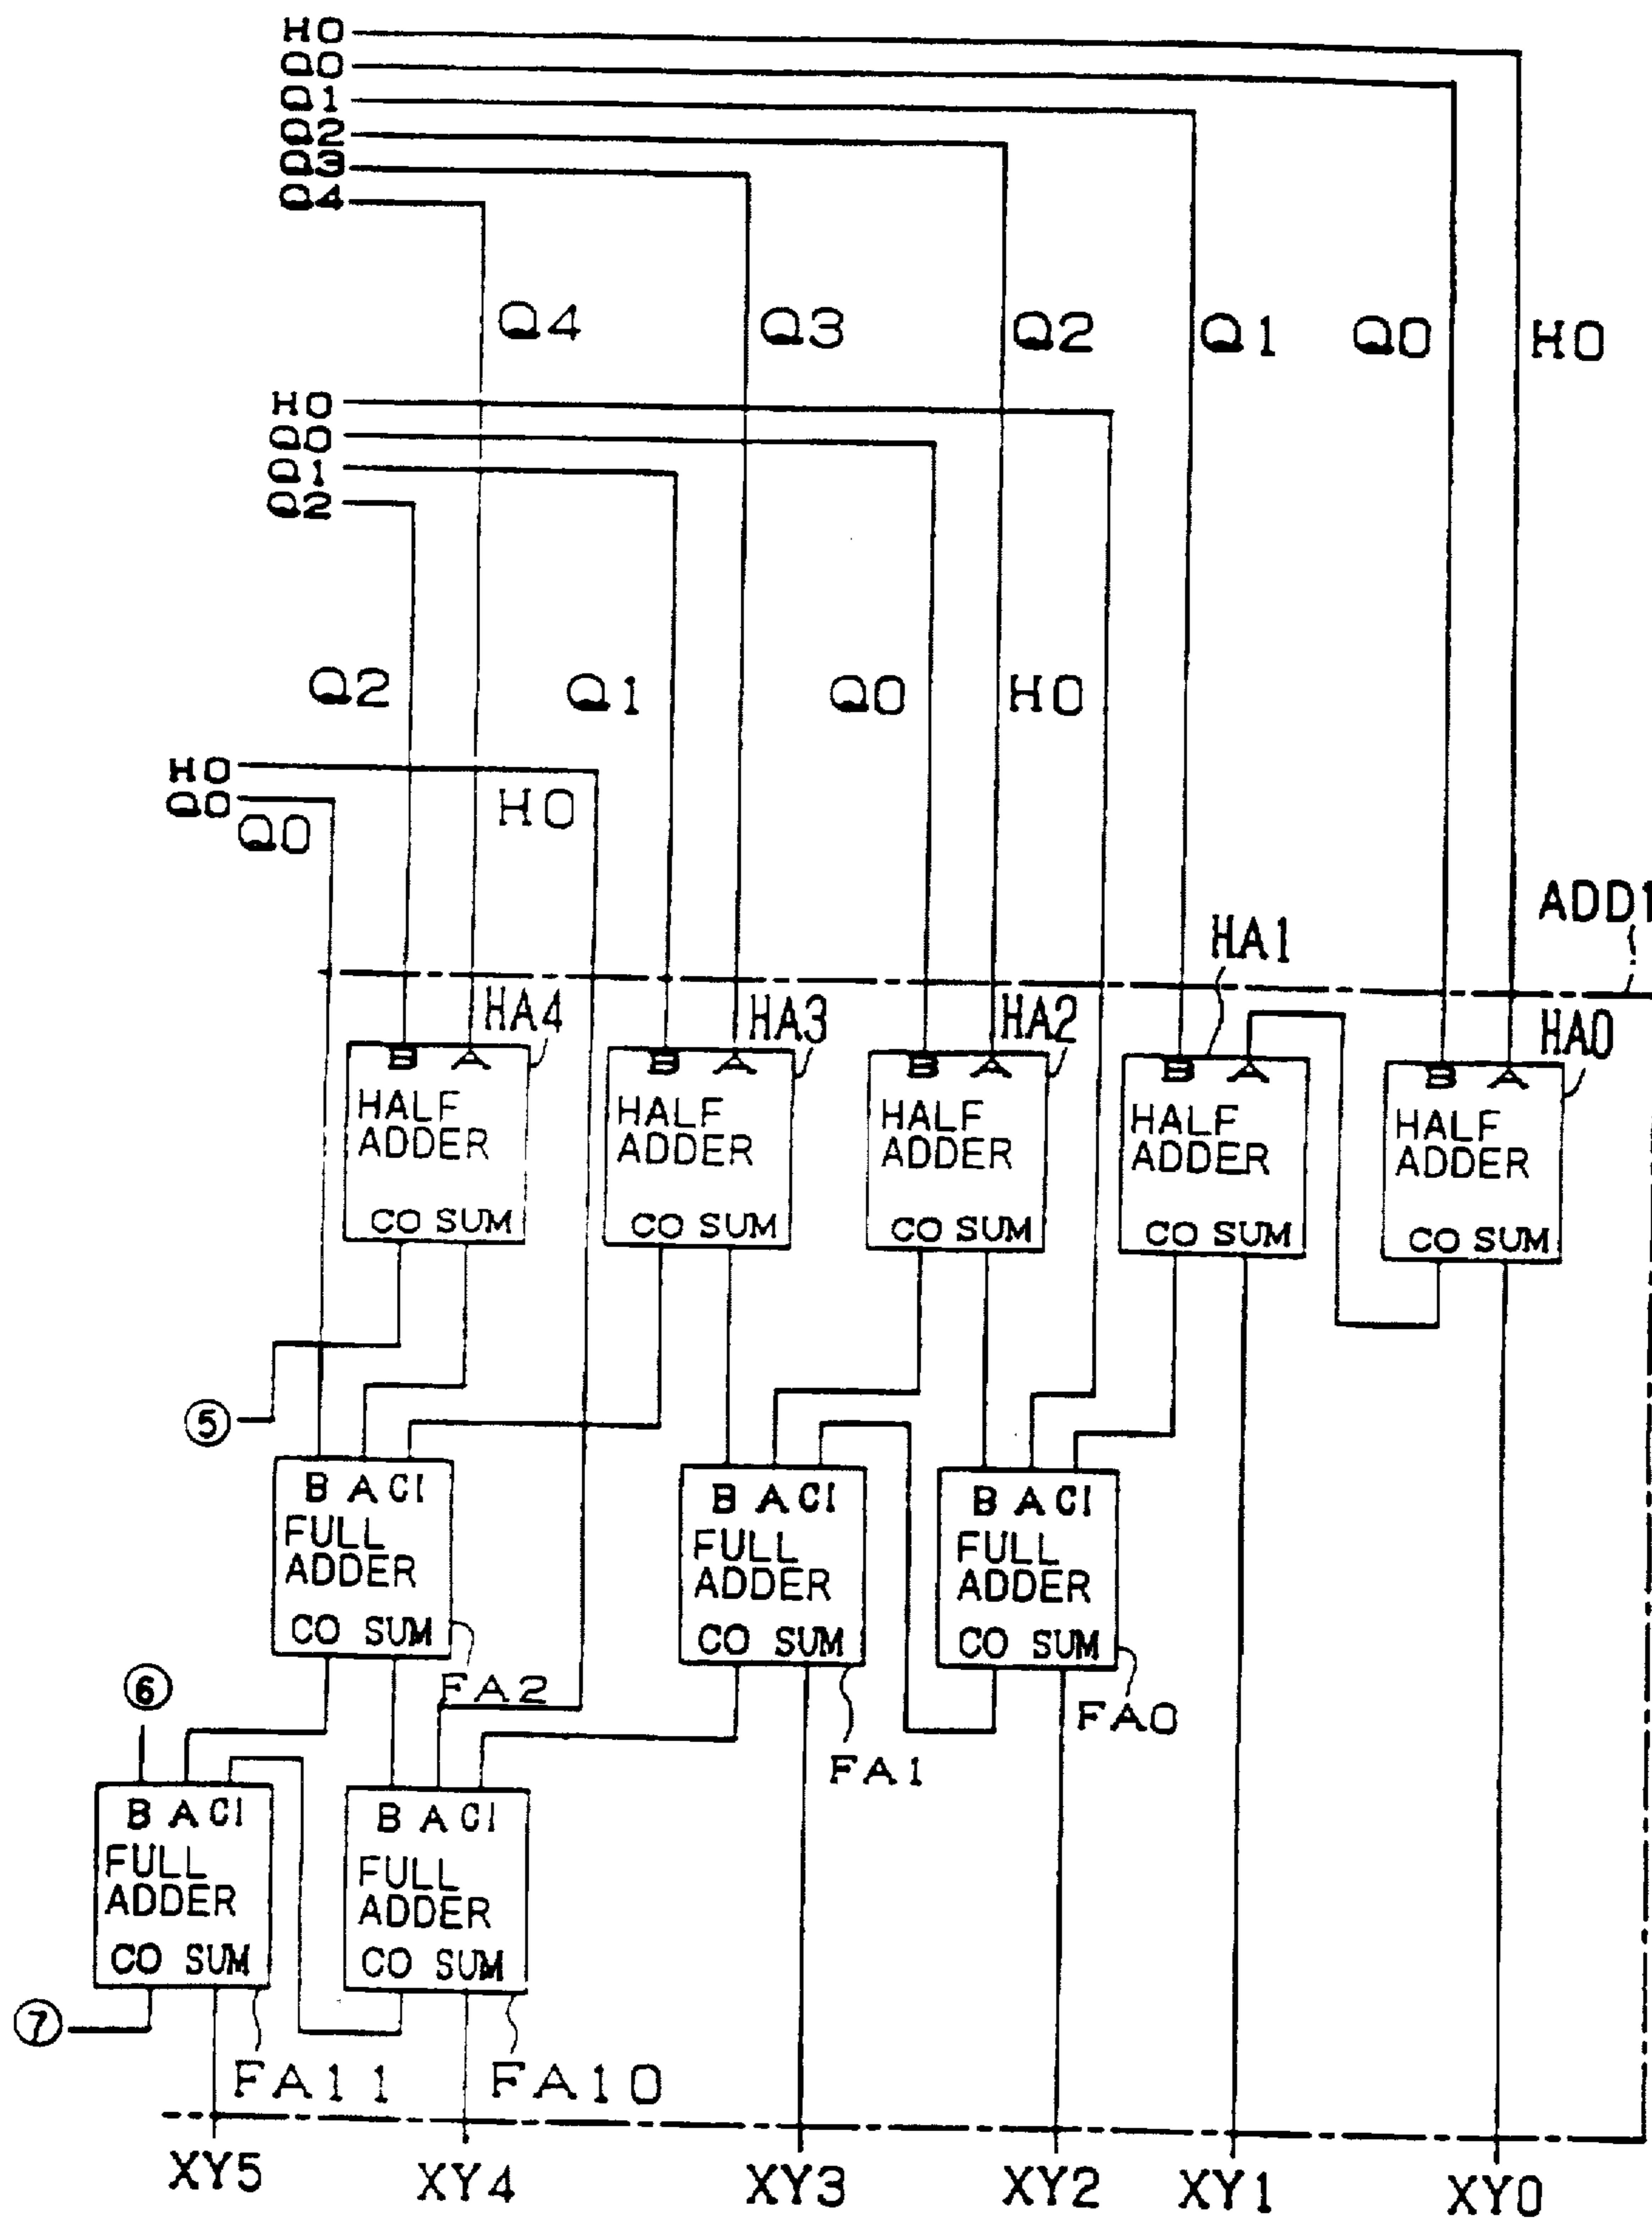 H0
Q0
Q1
Q2
Q3
Q4
Q4 Q3 Q2 Q1 Q0 H0
H0
Q0
Q1
Q2
Q2 Q1 Q0 H0
H0
Q0
Q0 H0
ADD1
HA4 HA3 HA2 HA1 HA0
B A B A B A B A B A
HALF HALF HALF HALF HALF
ADDER ADDER ADDER ADDER ADDER
CO SUM CO SUM CO SUM CO SUM CO SUM
⑤
B A CI B A CI B A CI
FULL FULL FULL
ADDER ADDER ADDER
CO SUM CO SUM CO SUM
⑥ FA2 FA1 FA0
B A CI B A CI
FULL FULL
ADDER ADDER
CO SUM CO SUM
⑦
FA11 FA10
XY5 XY4 XY3 XY2 XY1 XY0